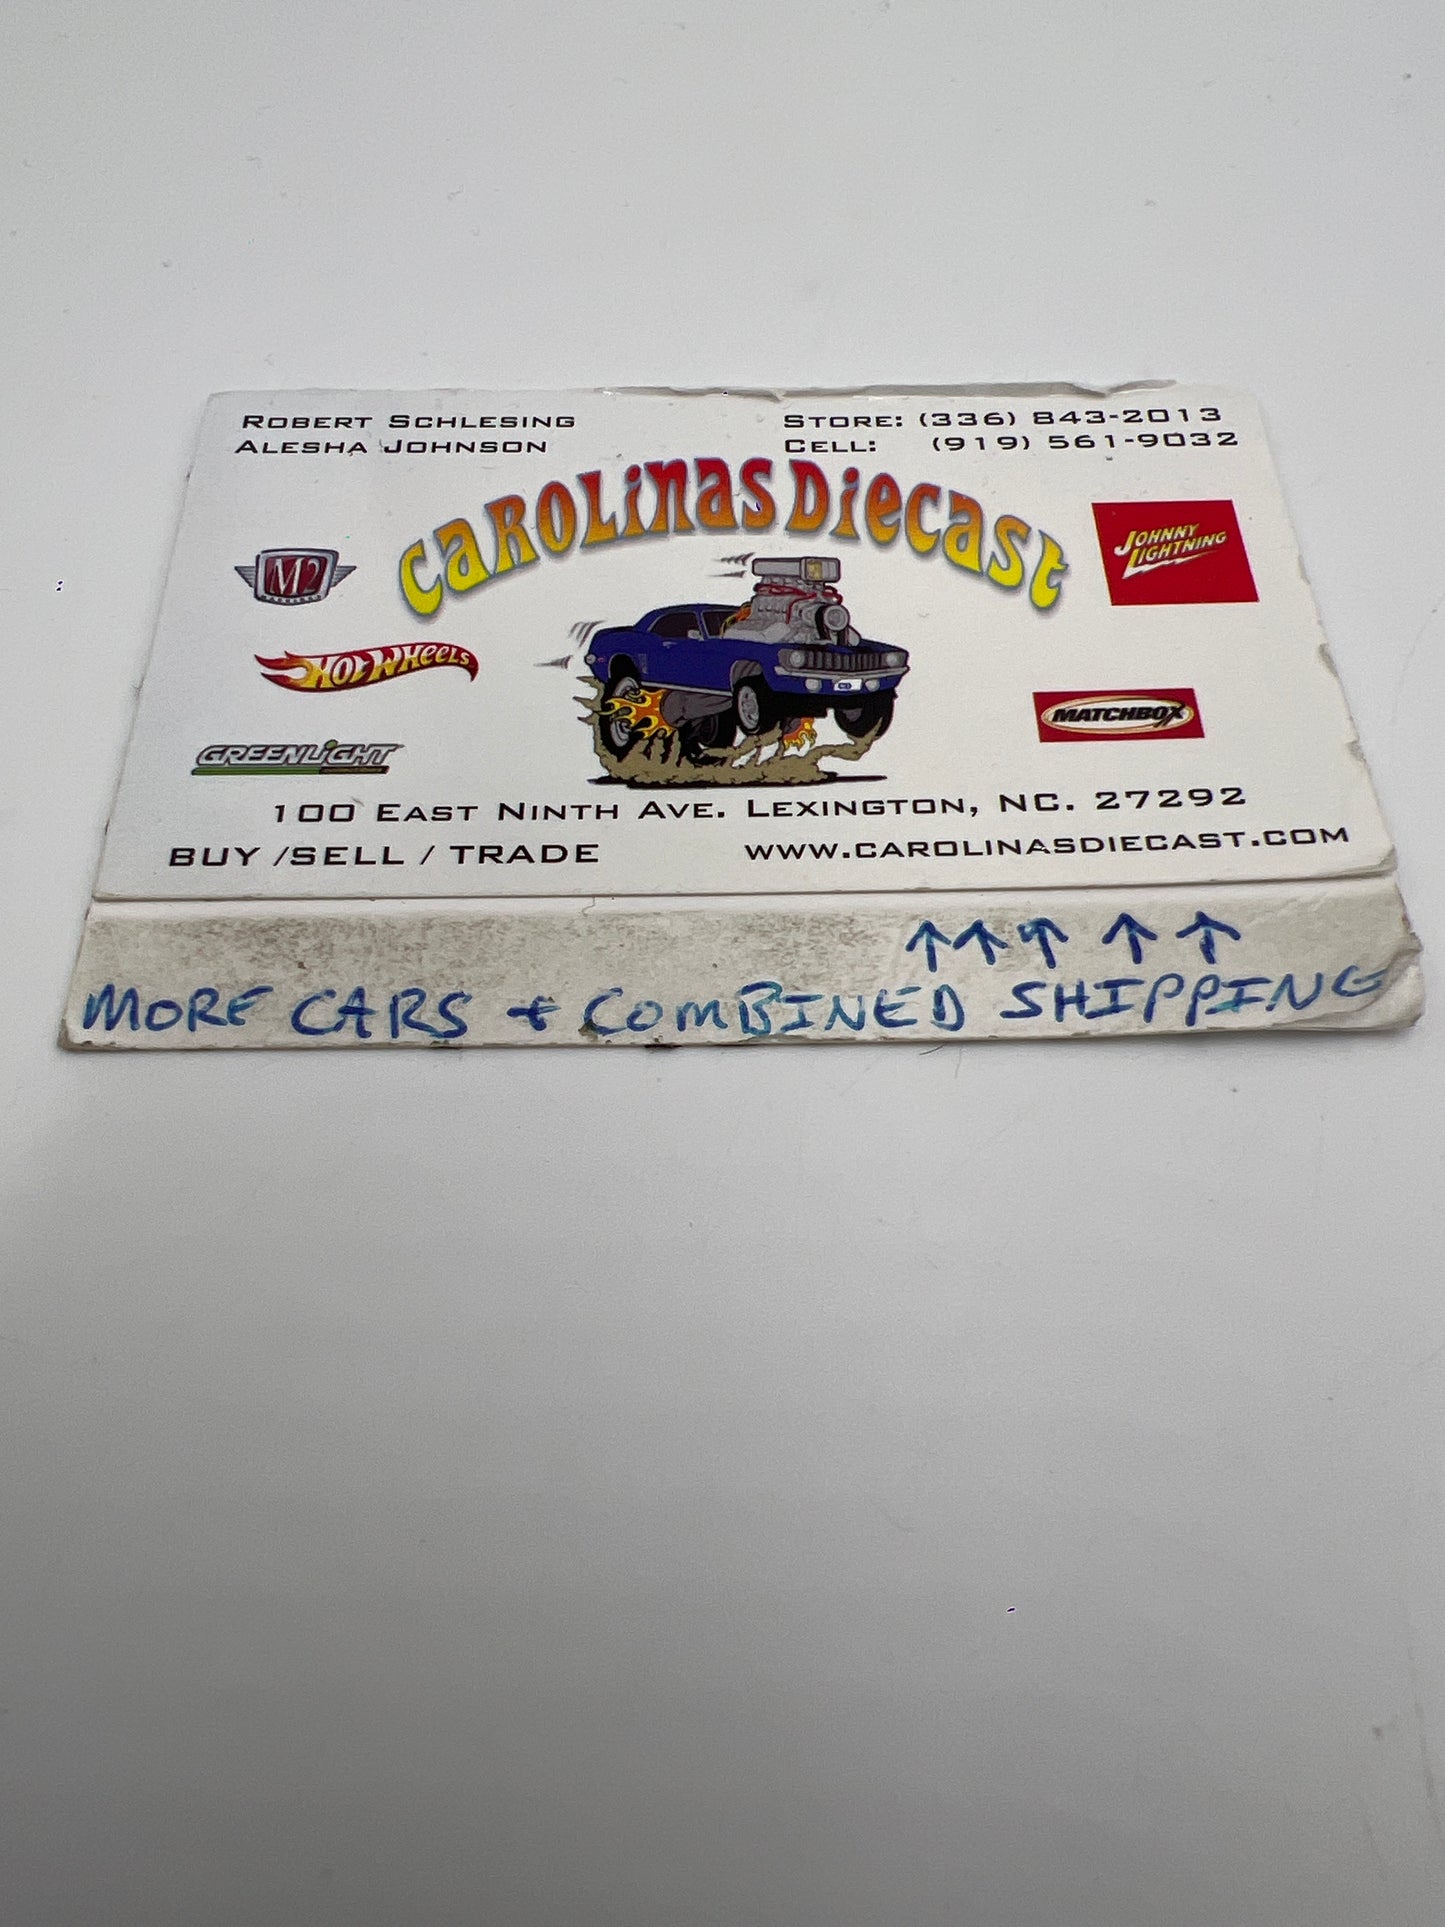 ROBERT SCHLESING
ALESHA JOHNSON
STORE: (336) 843-2013
CELL: (919) 561-9032
CAROLINAS DIECAST
M2
JOHNNY
LIGHTNING
HOT WHEELS
MATCHBOX
GREENLIGHT
100 EAST NINTH AVE. LEXINGTON, NC. 27292
BUY /SELL / TRADE
WWW.CAROLINASDIECAST.COM
↑↑↑↑↑
MORE CARS + COMBINED SHIPPING